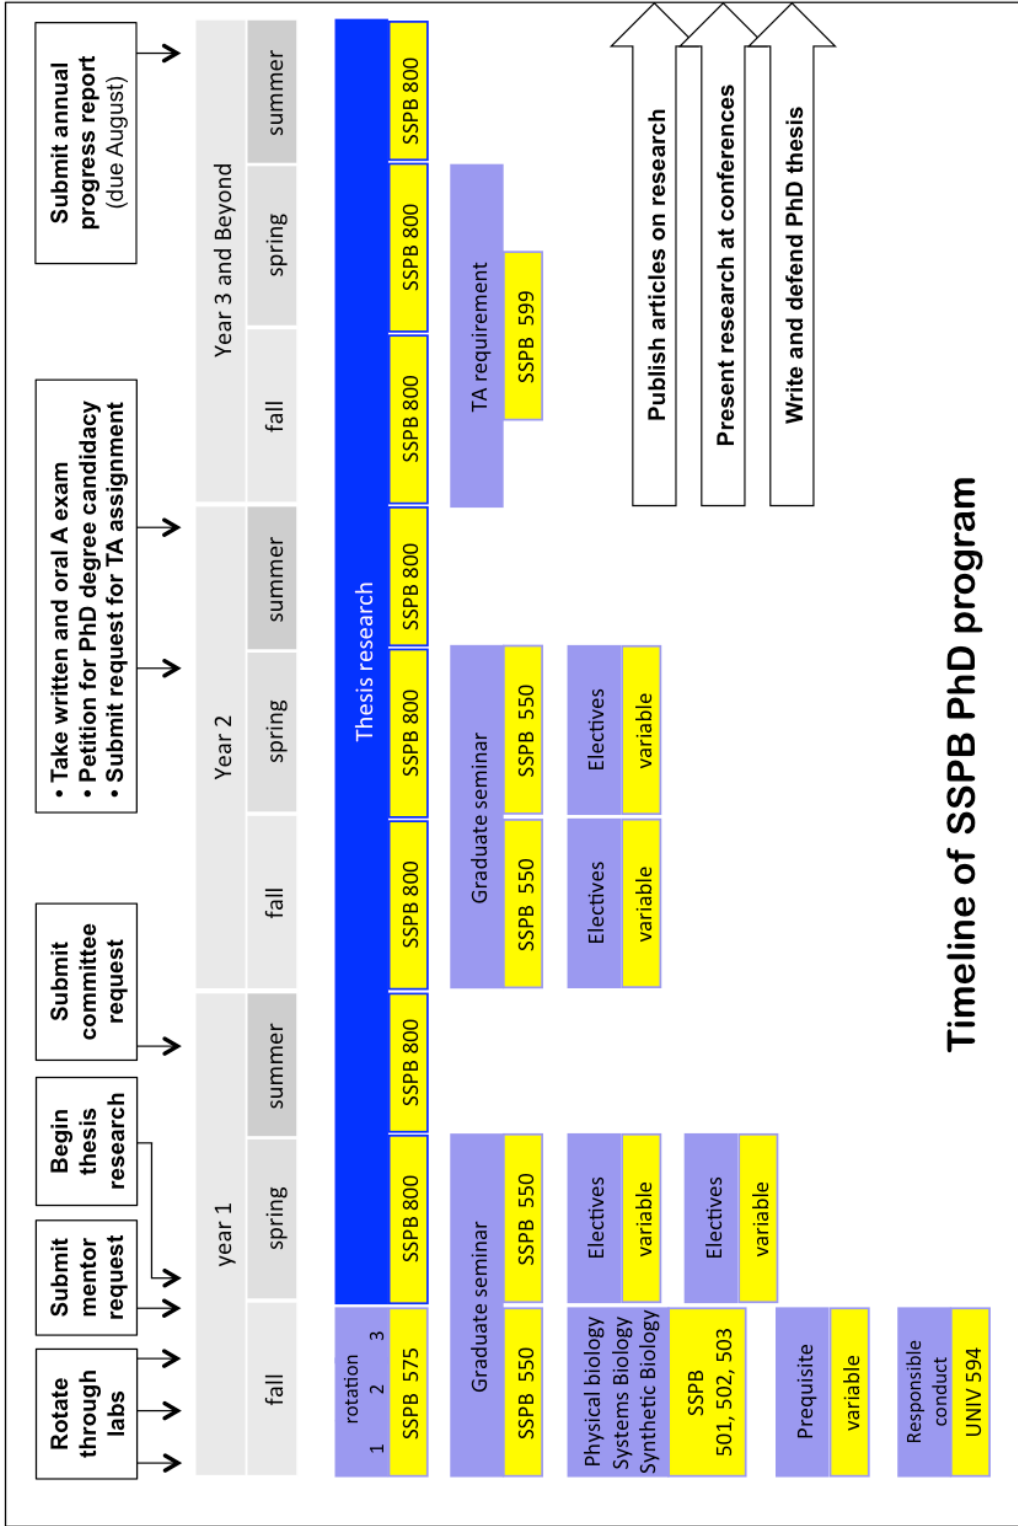 Rotate
through
labs
Submit
mentor
request
Begin
thesis
research
Submit
committee
request
• Take written and oral A exam
• Petition for PhD degree candidacy
• Submit request for TA assignment
Submit annual
progress report
(due August)
year 1
Year 2
Year 3 and Beyond
fall
spring
summer
fall
spring
summer
fall
spring
summer
rotation
1 2 3
Thesis research
SSPB 575
SSPB 800
SSPB 800
SSPB 800
SSPB 800
SSPB 800
SSPB 800
SSPB 800
SSPB 800
Graduate seminar
SSPB 550
SSPB 550
Graduate seminar
SSPB 550
SSPB 550
TA requirement
SSPB 599
Physical biology
Systems Biology
Synthetic Biology
SSPB
501, 502, 503
Electives
variable
Electives
variable
Electives
variable
Electives
variable
Prequisite
variable
Responsible
conduct
UNIV 594
Publish articles on research
Present research at conferences
Write and defend PhD thesis
Timeline of SSPB PhD program